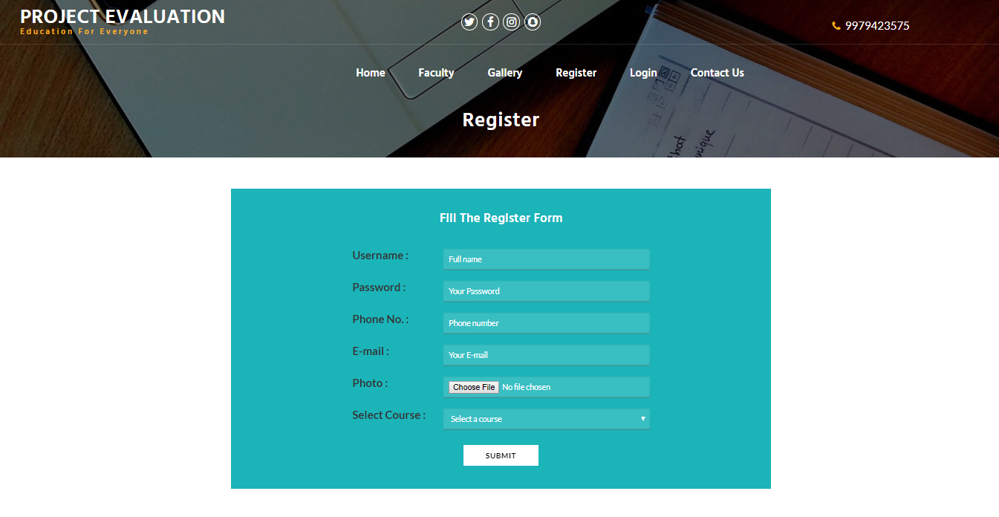 PROJECT EVALUATION
Education For Everyone
9979423575
Home Faculty Gallery Register Login Contact Us
Register
hat
nique
Fill The Register Form
Username : Full name
Password : Your Password
Phone No. : Phone number
E-mail : Your E-mail
Photo : Choose File No file chosen
Select Course : Select a course
SUBMIT